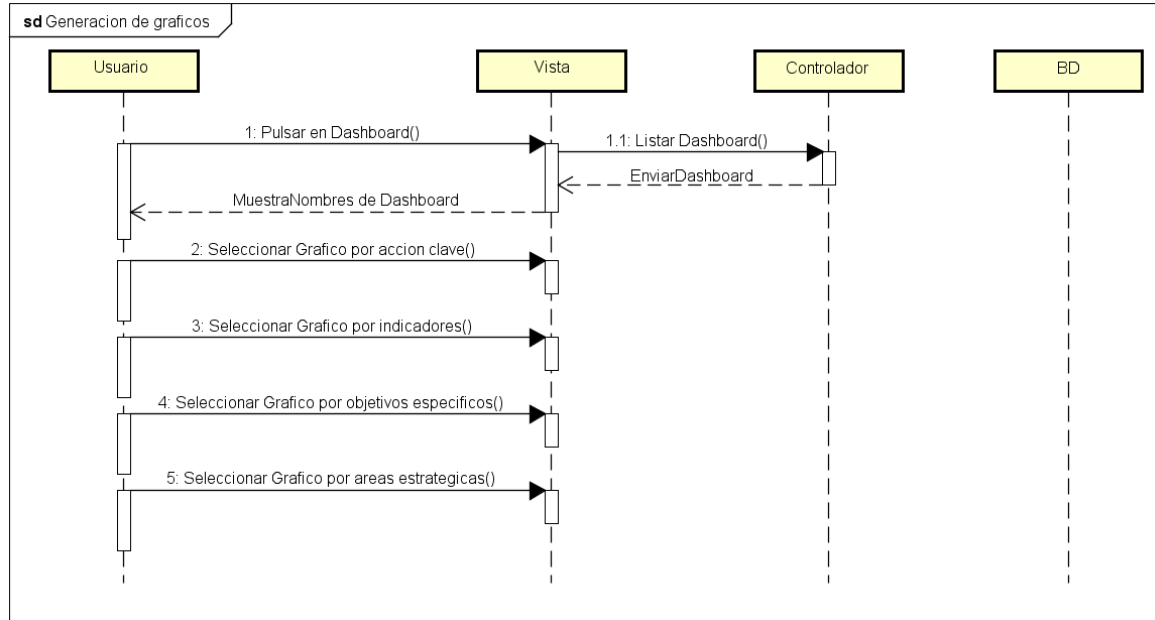 sd Generacion de graficos
Usuario
Vista
Controlador
BD
1: Pulsar en Dashboard()
1.1: Listar Dashboard()
EnviarDashboard
MuestraNombres de Dashboard
2: Seleccionar Grafico por accion clave()
3: Seleccionar Grafico por indicadores()
4: Seleccionar Grafico por objetivos especificos()
5: Seleccionar Grafico por areas estrategicas()